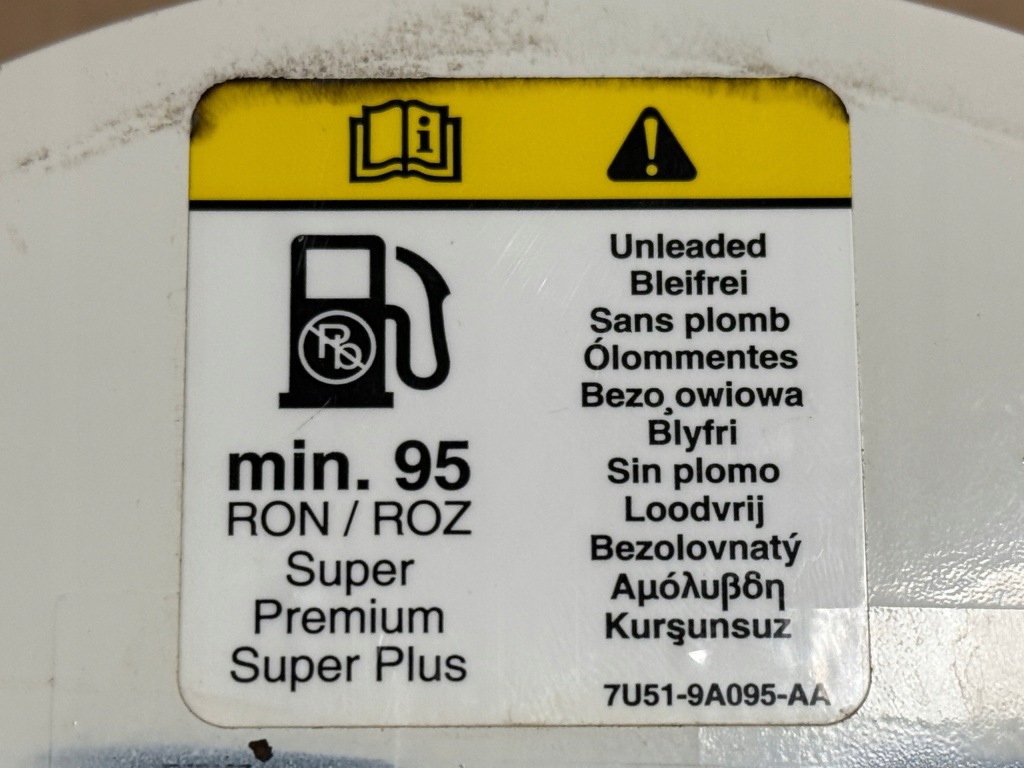 Pb
min. 95
RON / ROZ
Super
Premium
Super Plus
Unleaded
Bleifrei
Sans plomb
Ólommentes
Bezo¸owiowa
Blyfri
Sin plomo
Loodvrij
Bezolovnatý
Αμόλυβδη
Kurşunsuz
7U51-9A095-AA